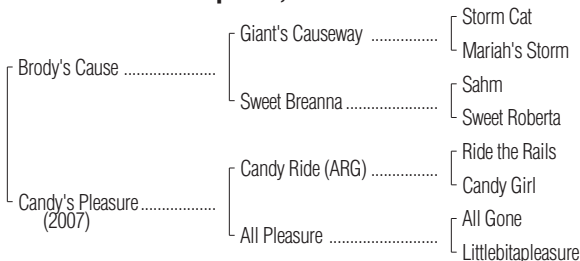 Storm Cat
Giant's Causeway ................
Mariah's Storm
Brody's Cause ......................
Sahm
Sweet Breanna ......................
Sweet Roberta
Ride the Rails
Candy Ride (ARG) ................
Candy Girl
Candy's Pleasure ..................
(2007)
All Gone
All Pleasure ..........................
Littlebitapleasure